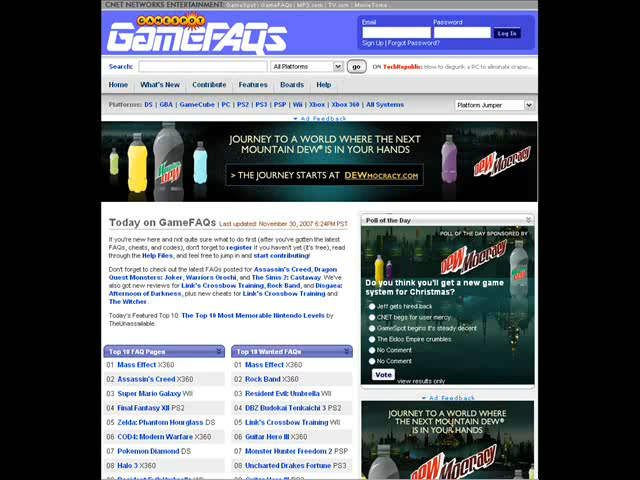 CNET NETWORKS ENTERTAINMENT: GameSpot | GameFAQs | MP3.com | TV.com | MovieTome
GAMESPOT
GameFAQs
Email Password
Log In
Sign Up | Forgot Password?
Search: All Platforms go ON TechRepublic: How to degunk a PC to eliminate crapw...
Home What's New Contribute Features Boards Help
Platforms: DS | GBA | GameCube | PC | PS2 | PS3 | PSP | Wii | Xbox | Xbox 360 | All Systems Platform Jumper
Ad Feedback
JOURNEY TO A WORLD WHERE THE NEXT
MOUNTAIN DEW® IS IN YOUR HANDS
> THE JOURNEY STARTS AT DEWMOCRACY.COM
DEWMocracy
Today on GameFAQs Last updated: November 30, 2007 6:24PM PST
If you're new here and not quite sure what to do first (after you've gotten the latest
FAQs, cheats, and codes), don't forget to register if you haven't yet (it's free), read
through the Help Files, and feel free to jump in and start contributing!
Don't forget to check out the latest FAQs posted for Assassin's Creed, Dragon
Quest Monsters: Joker, Warriors Orochi, and The Sims 2: Castaway. We've
also got new reviews for Link's Crossbow Training, Rock Band, and Disgaea:
Afternoon of Darkness, plus new cheats for Link's Crossbow Training and
The Witcher.
Today's Featured Top 10: The Top 10 Most Memorable Nintendo Levels by
TheUnassailable.
Top 10 FAQ Pages
01 Mass Effect X360
02 Assassin's Creed X360
03 Super Mario Galaxy WII
04 Final Fantasy XII PS2
05 Zelda: Phantom Hourglass DS
06 COD4: Modern Warfare X360
07 Pokemon Diamond DS
08 Halo 3 X360
Top 10 Wanted FAQs
01 Mass Effect X360
02 Rock Band X360
03 Resident Evil: Umbrella WII
04 DBZ Budokai Tenkaichi 3 PS2
05 Link's Crossbow Training WII
06 Guitar Hero III X360
07 Monster Hunter Freedom 2 PSP
08 Uncharted Drakes Fortune PS3
Poll of the Day
POLL OF THE DAY SPONSORED BY
DEWMocracy
Do you think you'll get a new game
system for Christmas?
Jeff gets hired back
CNET begs for user mercy
GameSpot begins it's steady decent
The Eidos Empire crumbles
No Comment
No Comment
Vote view results only
Ad Feedback
JOURNEY TO A WORLD WHERE
THE NEXT MOUNTAIN DEW®
IS IN YOUR HANDS
DEWMocracy